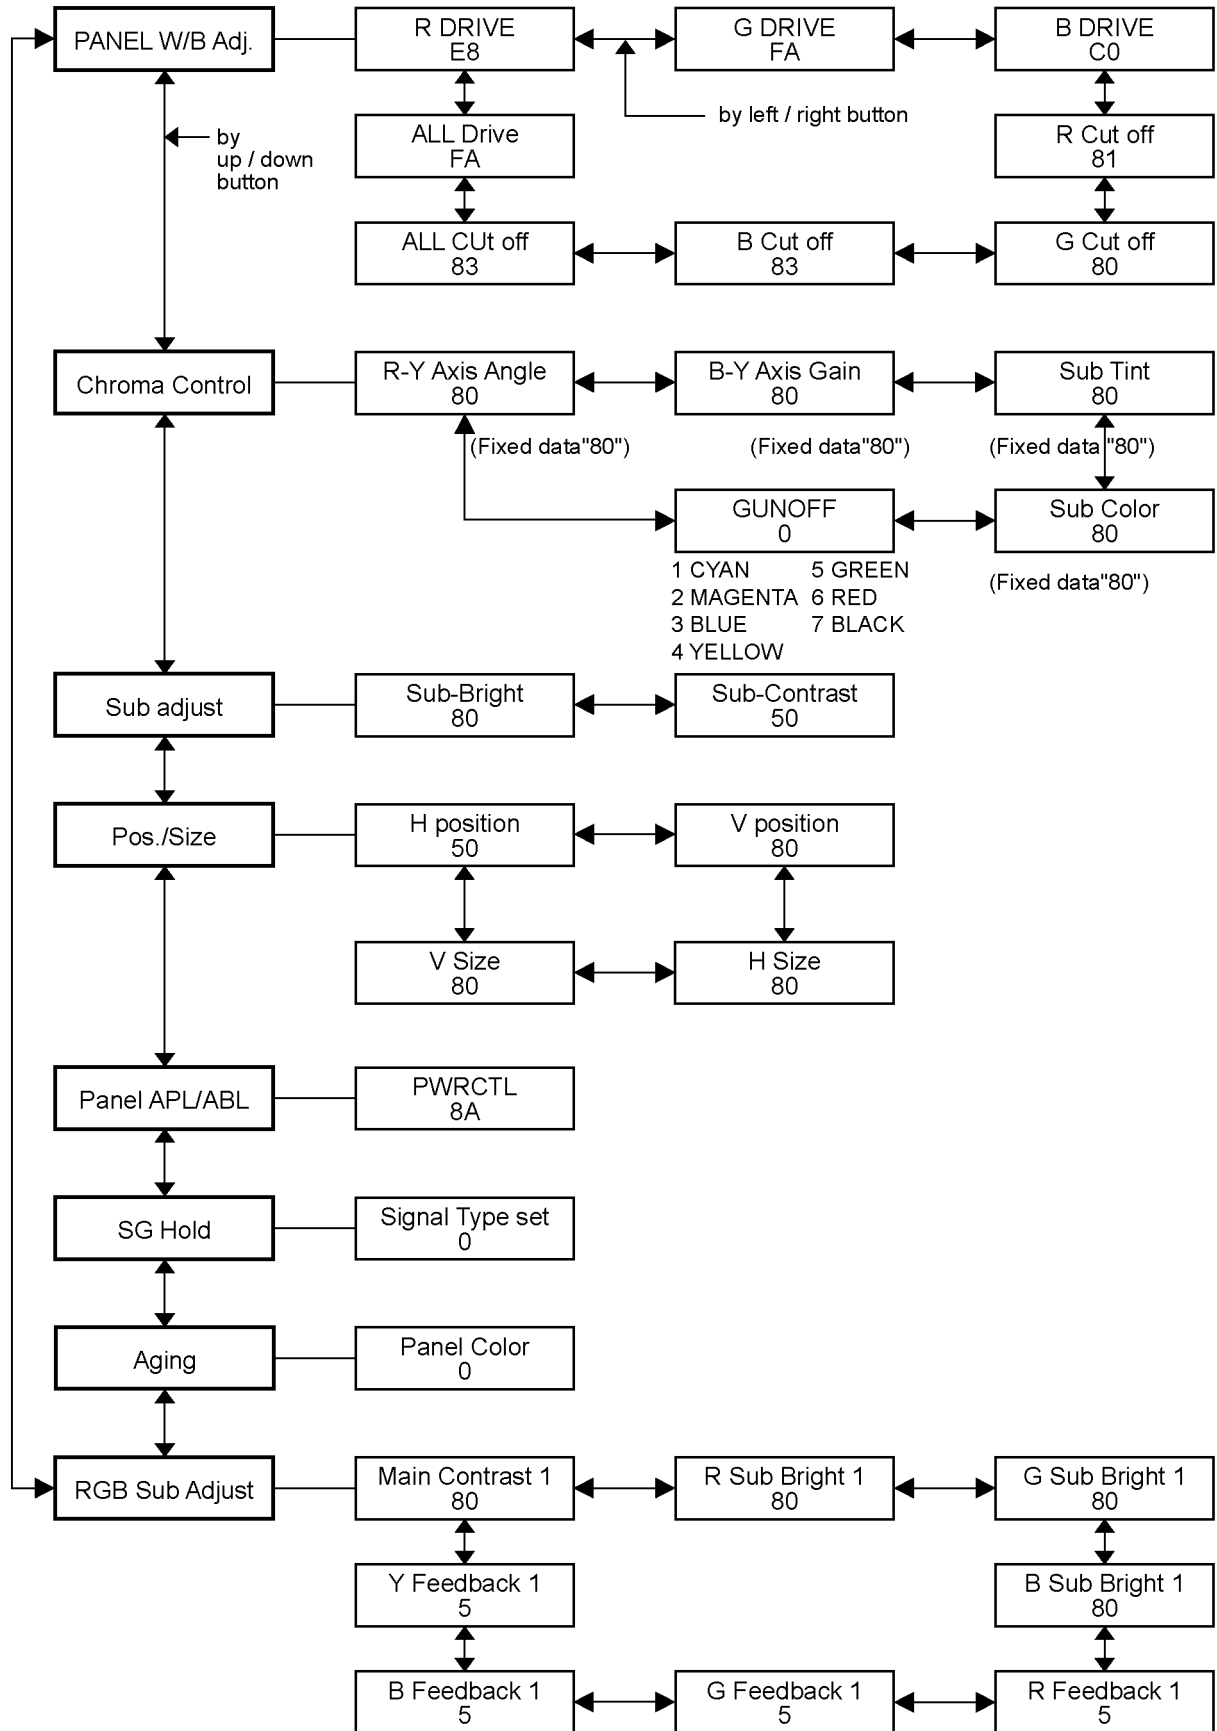 PANEL W/B Adj.
R DRIVE
E8
G DRIVE
FA
B DRIVE
C0
by
up / down
button
by left / right button
ALL Drive
FA
R Cut off
81
ALL CUt off
83
B Cut off
83
G Cut off
80
Chroma Control
R-Y Axis Angle
80
B-Y Axis Gain
80
Sub Tint
80
(Fixed data"80")
(Fixed data"80")
(Fixed data "80")
GUNOFF
0
Sub Color
80
1 CYAN 5 GREEN
2 MAGENTA 6 RED
3 BLUE 7 BLACK
4 YELLOW
(Fixed data"80")
Sub adjust
Sub-Bright
80
Sub-Contrast
50
Pos./Size
H position
50
V position
80
V Size
80
H Size
80
Panel APL/ABL
PWRCTL
8A
SG Hold
Signal Type set
0
Aging
Panel Color
0
RGB Sub Adjust
Main Contrast 1
80
R Sub Bright 1
80
G Sub Bright 1
80
Y Feedback 1
5
B Sub Bright 1
80
B Feedback 1
5
G Feedback 1
5
R Feedback 1
5